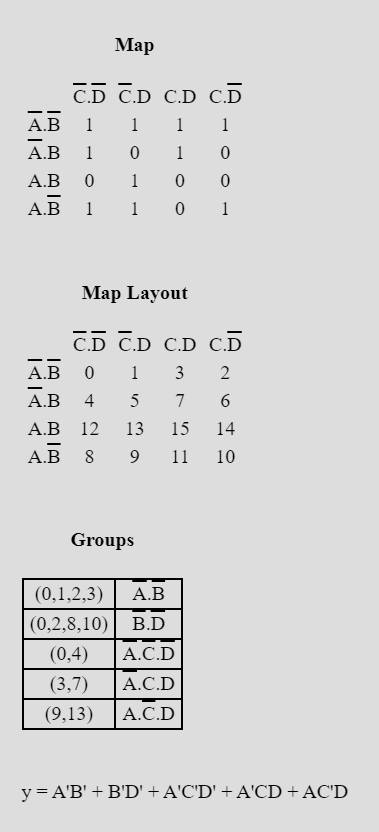 Map
C̅.D̅ C̅.D C.D C.D̅
A̅.B̅ 1 1 1 1
A̅.B 1 0 1 0
A.B 0 1 0 0
A.B̅ 1 1 0 1
Map Layout
C̅.D̅ C̅.D C.D C.D̅
A̅.B̅ 0 1 3 2
A̅.B 4 5 7 6
A.B 12 13 15 14
A.B̅ 8 9 11 10
Groups
(0,1,2,3) A̅.B̅
(0,2,8,10) B̅.D̅
(0,4) A̅.C̅.D̅
(3,7) A̅.C.D
(9,13) A.C̅.D
y = A'B' + B'D' + A'C'D' + A'CD + AC'D